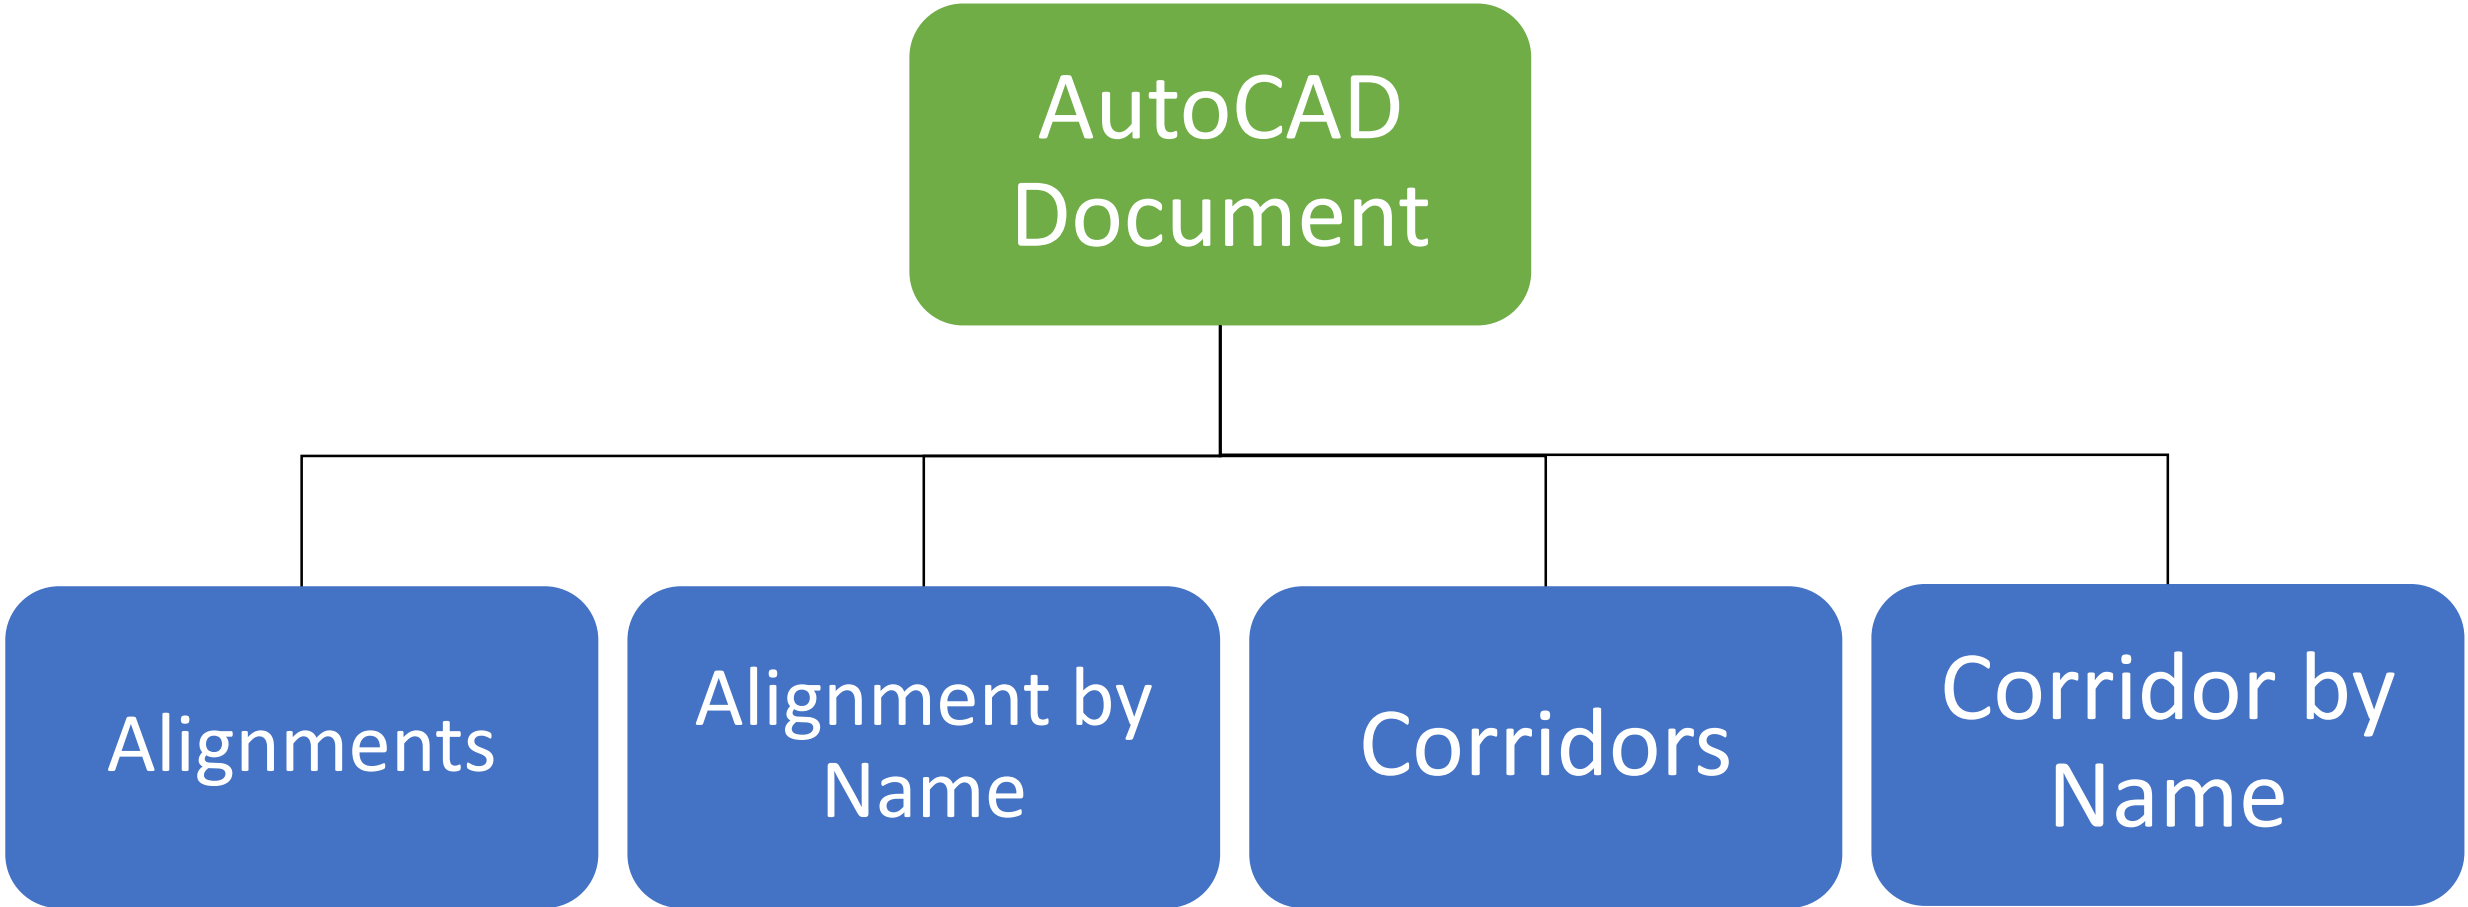 AutoCAD
Document
Alignments
Alignment by
Name
Corridors
Corridor by
Name